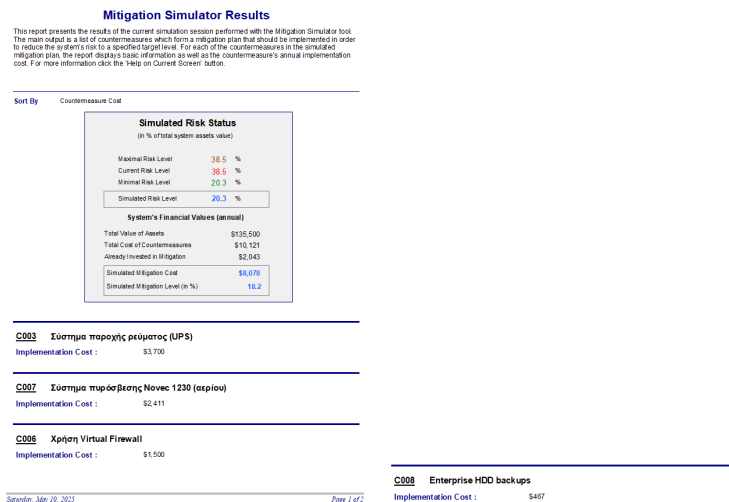 Mitigation Simulator Results
This report presents the results of the current simulation session performed with the Mitigation Simulator tool.
The main output is a list of countermeasures which form a mitigation plan that should be implemented in order
to reduce the system's risk to a specified target level. For each of the countermeasures in the simulated
mitigation plan, the report displays basic information as well as the countermeasure's annual implementation
cost. For more information click the 'Help on Current Screen' button.
Sort By Countermeasure Cost
Simulated Risk Status
(in % of total system assets value)
Maximal Risk Level 38.5 %
Current Risk Level 38.5 %
Minimal Risk Level 20.3 %
Simulated Risk Level 20.3 %
System's Financial Values (annual)
Total Value of Assets $135,500
Total Cost of Countermeasures $10,121
Already Invested in Mitigation $2,043
Simulated Mitigation Cost $8,078
Simulated Mitigation Level (in %) 18.2
C003 Σύστημα παροχής ρεύματος (UPS)
Implementation Cost : $3,700
C007 Σύστημα πυρόσβεσης Novec 1230 (αερίου)
Implementation Cost : $2,411
C006 Χρήση Virtual Firewall
Implementation Cost : $1,500
Saturday, May 10, 2025 Page 1 of 2
C008 Enterprise HDD backups
Implementation Cost : $467